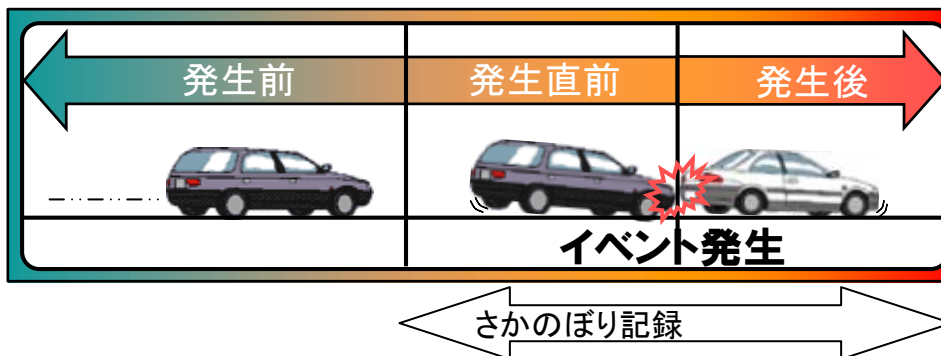 発生前
発生直前
発生後
イベント発生
さかのぼり記録